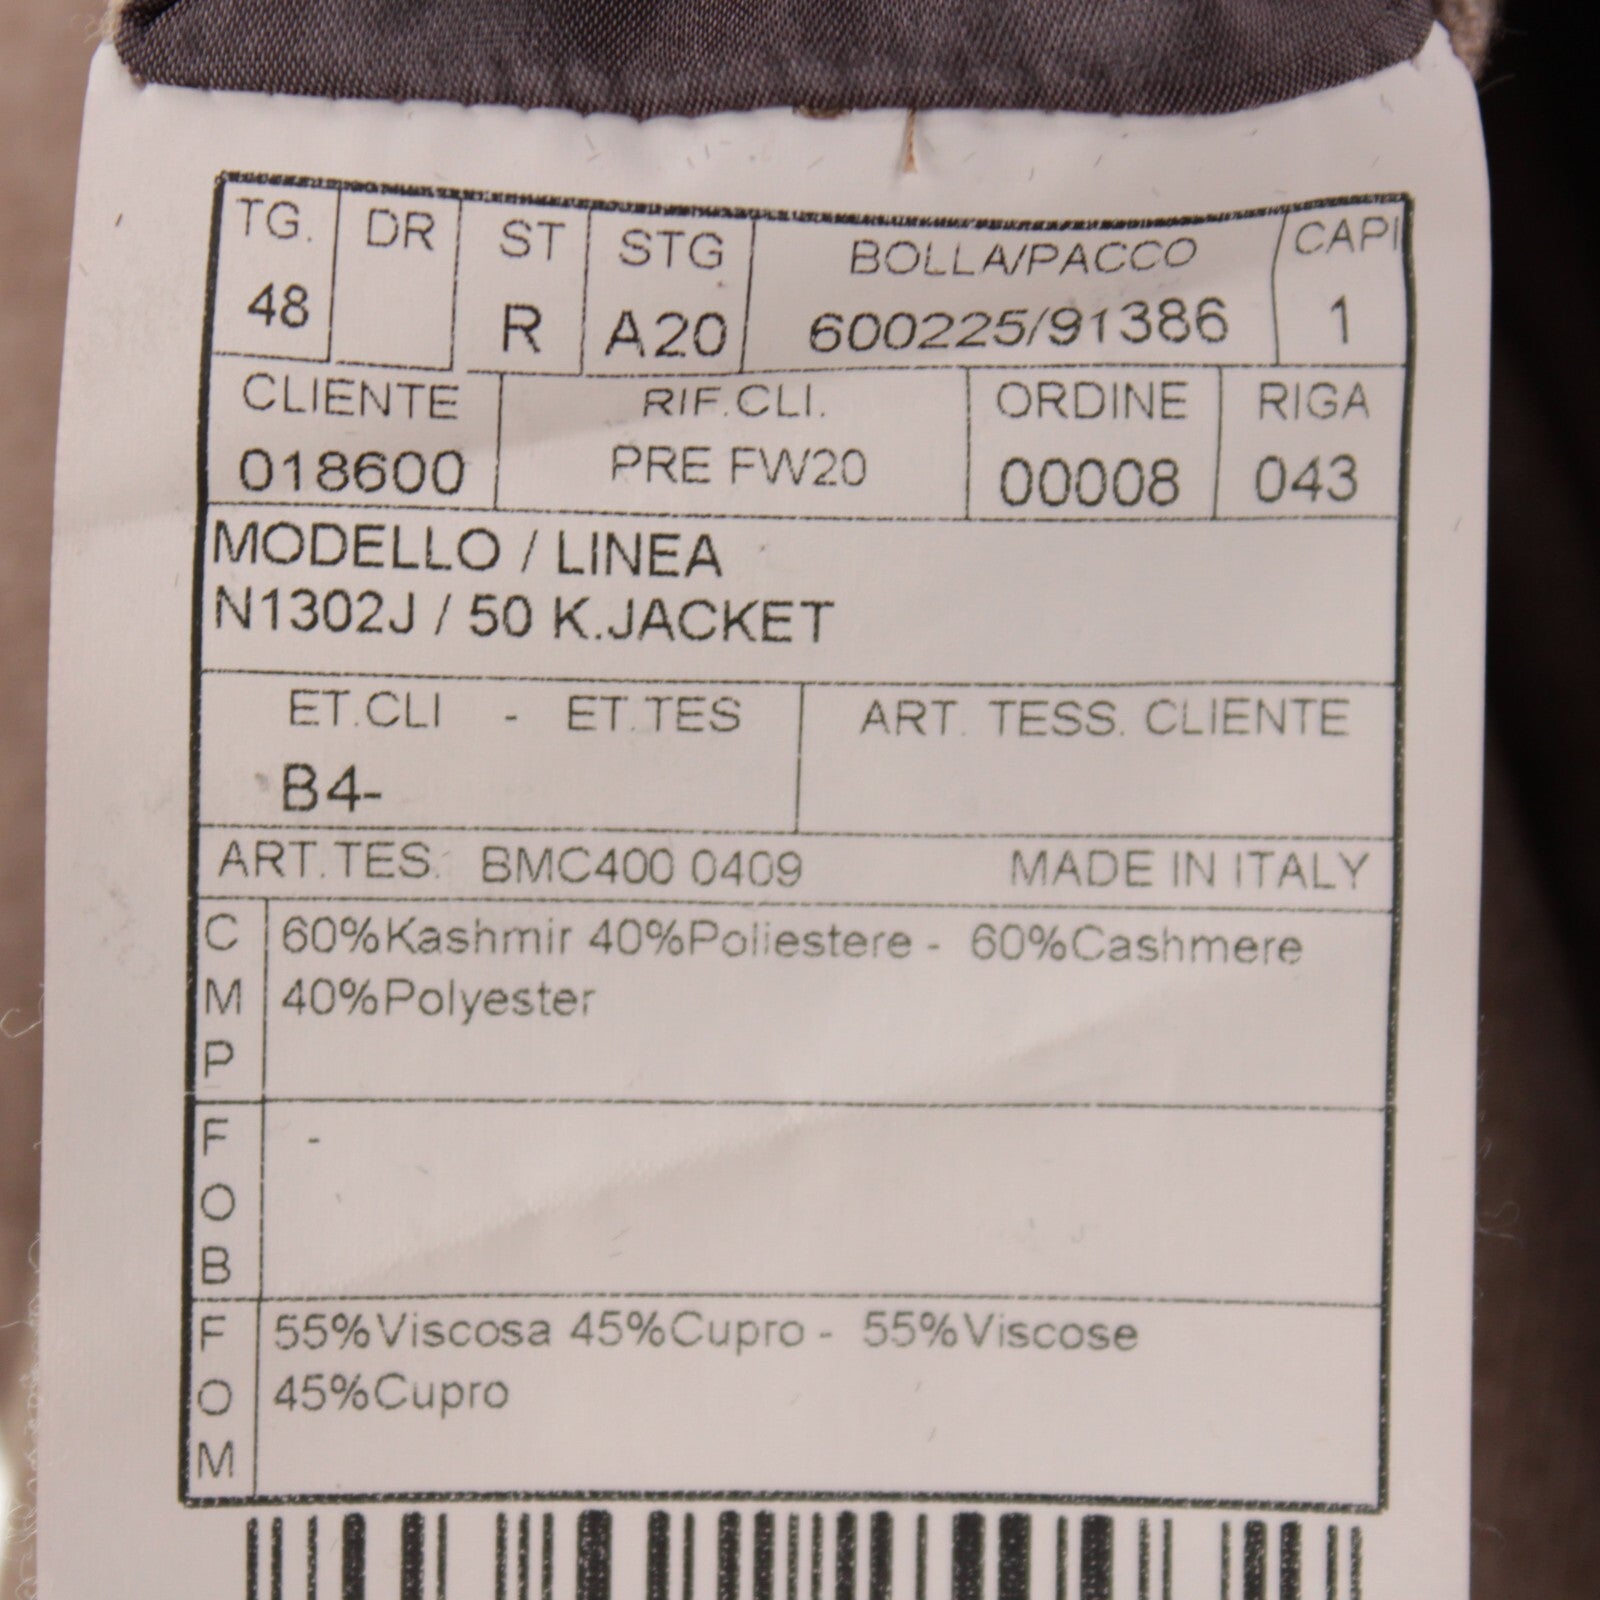 TG. DR ST STG BOLLA/PACCO CAPI
48 R A20 600225/91386 1
CLIENTE RIF.CLI. ORDINE RIGA
018600 PRE FW20 00008 043
MODELLO / LINEA
N1302J / 50 K.JACKET
ET.CLI - ET.TES ART. TESS. CLIENTE
B4-
ART.TES. BMC400 0409 MADE IN ITALY
CMP
60%Kashmir 40%Poliestere - 60%Cashmere
40%Polyester
FOB
-
FOM
55%Viscosa 45%Cupro - 55%Viscose
45%Cupro